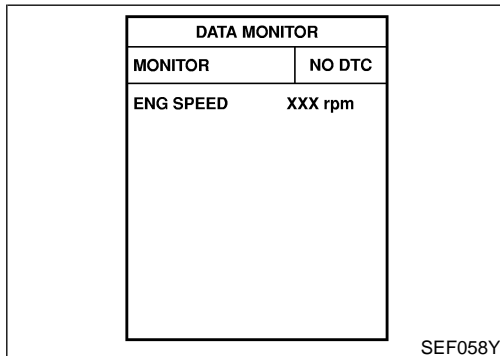 DATA MONITOR
MONITOR NO DTC
ENG SPEED XXX rpm
SEF058Y